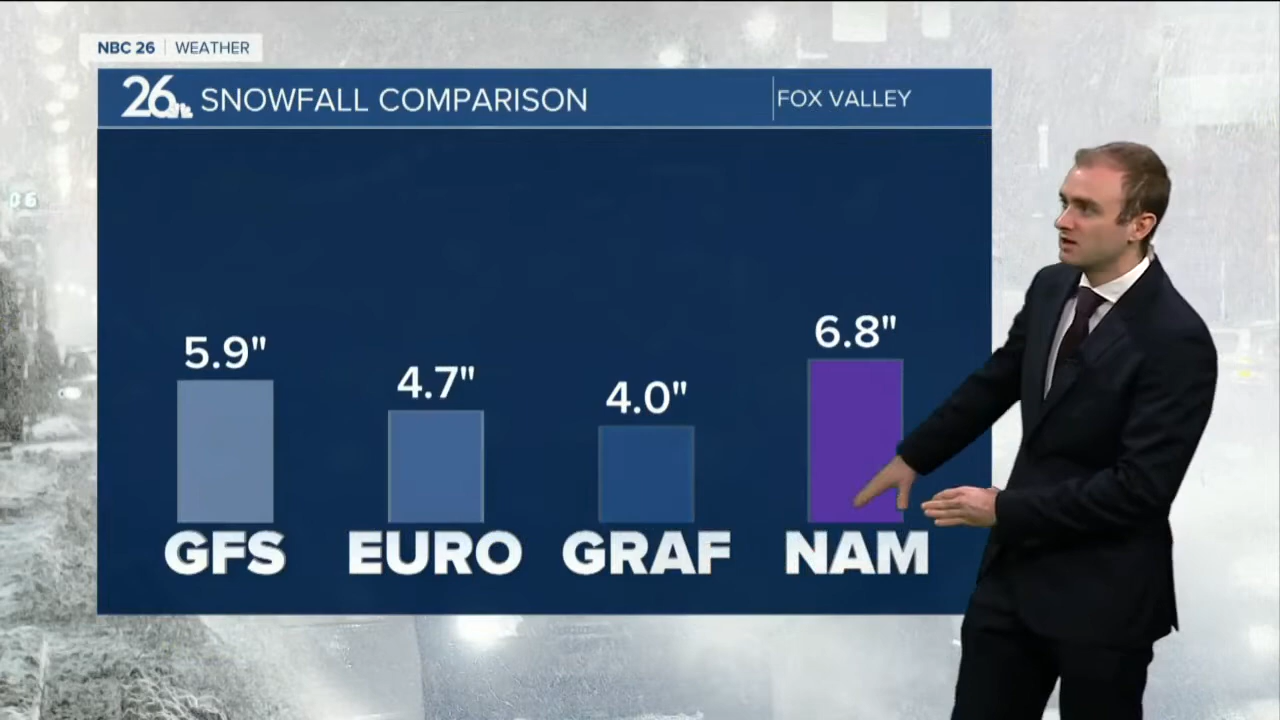 NBC 26 | WEATHER
26 SNOWFALL COMPARISON
FOX VALLEY
5.9"
4.7"
4.0"
6.8"
GFS
EURO
GRAF
NAM
06